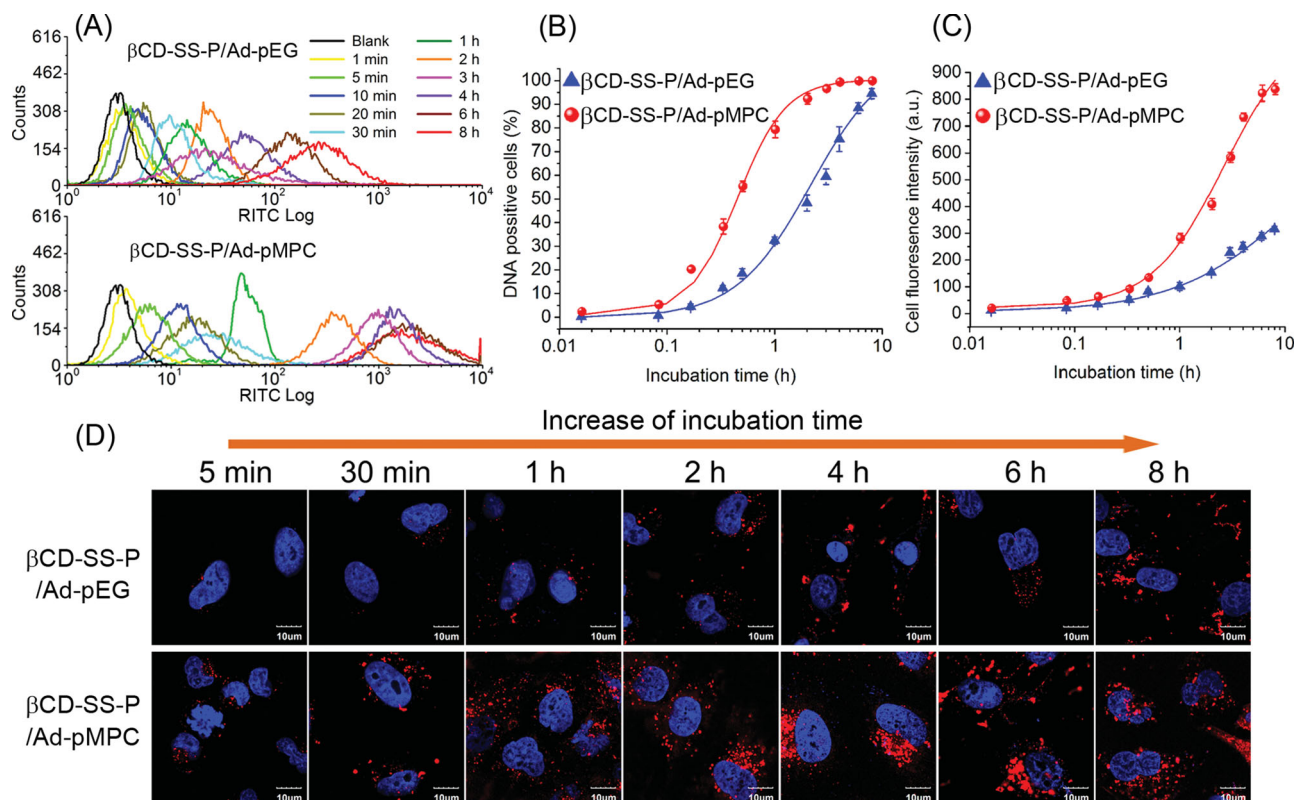 (A)
616
βCD-SS-P/Ad-pEG
462
308
154
0
Counts
Blank
1 min
5 min
10 min
20 min
30 min
1 h
2 h
3 h
4 h
6 h
8 h
10⁰ 10¹ 10² 10³ 10⁴
RITC Log
616
βCD-SS-P/Ad-pMPC
462
308
154
0
Counts
10⁰ 10¹ 10² 10³ 10⁴
RITC Log
(B)
βCD-SS-P/Ad-pEG
βCD-SS-P/Ad-pMPC
100
90
80
70
60
50
40
30
20
10
0
DNA positive cells (%)
0.01 0.1 1 10
Incubation time (h)
(C)
βCD-SS-P/Ad-pEG
βCD-SS-P/Ad-pMPC
900
800
700
600
500
400
300
200
100
0
Cell fluoresence intensity (a.u.)
0.01 0.1 1 10
Incubation time (h)
(D)
Increase of incubation time
5 min 30 min 1 h 2 h 4 h 6 h 8 h
βCD-SS-P
/Ad-pEG
10um 10um 10um 10um 10um 10um 10um
βCD-SS-P
/Ad-pMPC
10um 10um 10um 10um 10um 10um 10um